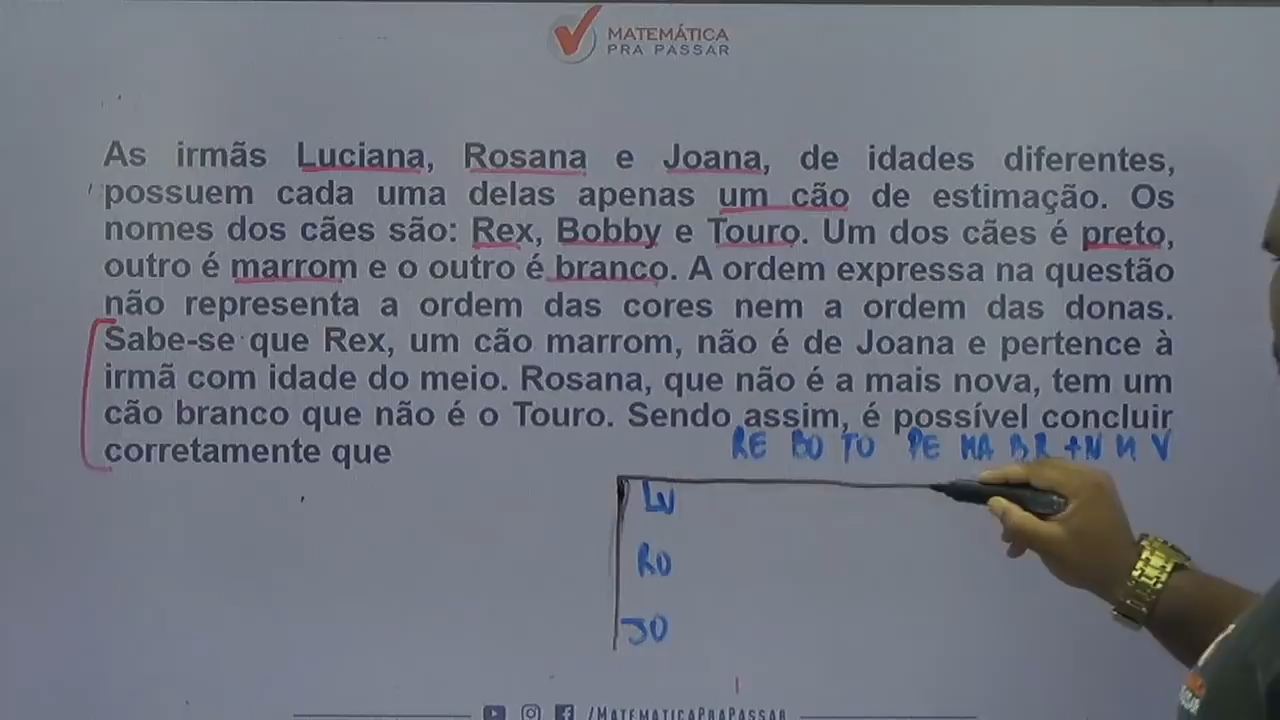 MATEMÁTICA
PRA PASSAR
As irmãs Luciana, Rosana e Joana, de idades diferentes,
possuem cada uma delas apenas um cão de estimação. Os
nomes dos cães são: Rex, Bobby e Touro. Um dos cães é preto,
outro é marrom e o outro é branco. A ordem expressa na questão
não representa a ordem das cores nem a ordem das donas.
Sabe-se que Rex, um cão marrom, não é de Joana e pertence à
irmã com idade do meio. Rosana, que não é a mais nova, tem um
cão branco que não é o Touro. Sendo assim, é possível concluir
corretamente que
RE BO TO PE MA BR +N M V
LU
RO
JO
/MATEMATICAPRAPASSAR